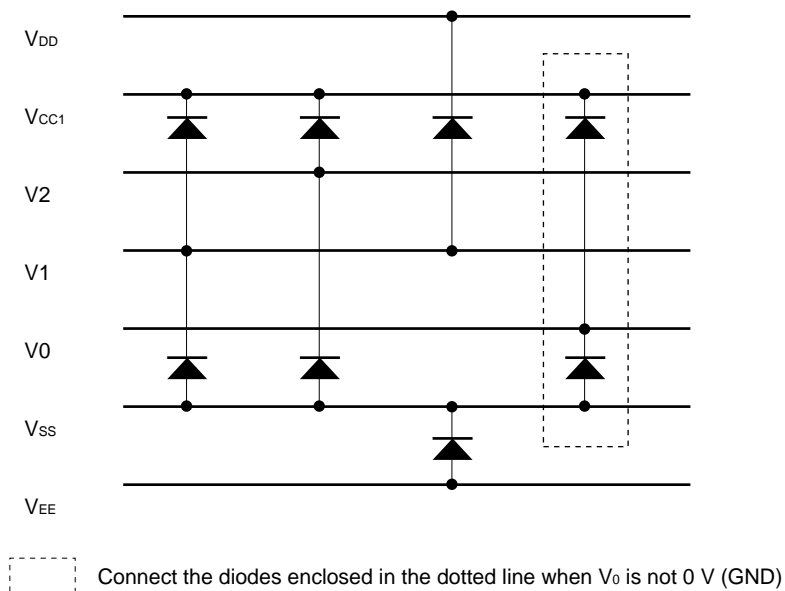 VDD
VCC1
V2
V1
V0
VSS
VEE
Connect the diodes enclosed in the dotted line when V0 is not 0 V (GND)